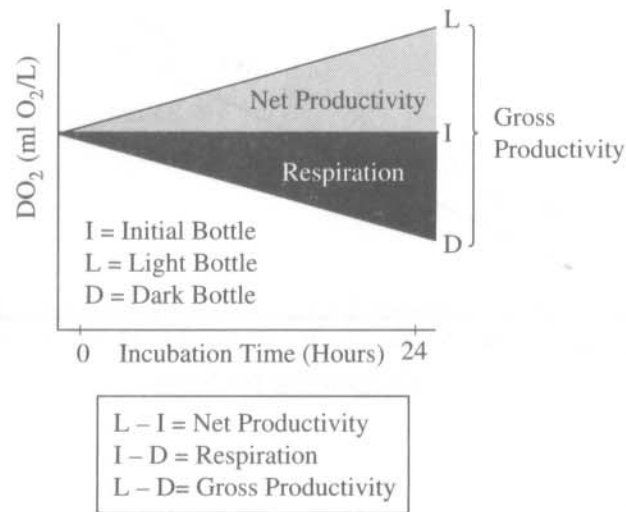 L
Net Productivity
I
Gross
Productivity
Respiration
D
DO₂ (ml O₂/L)
I = Initial Bottle
L = Light Bottle
D = Dark Bottle
0 Incubation Time (Hours) 24
L – I = Net Productivity
I – D = Respiration
L – D= Gross Productivity